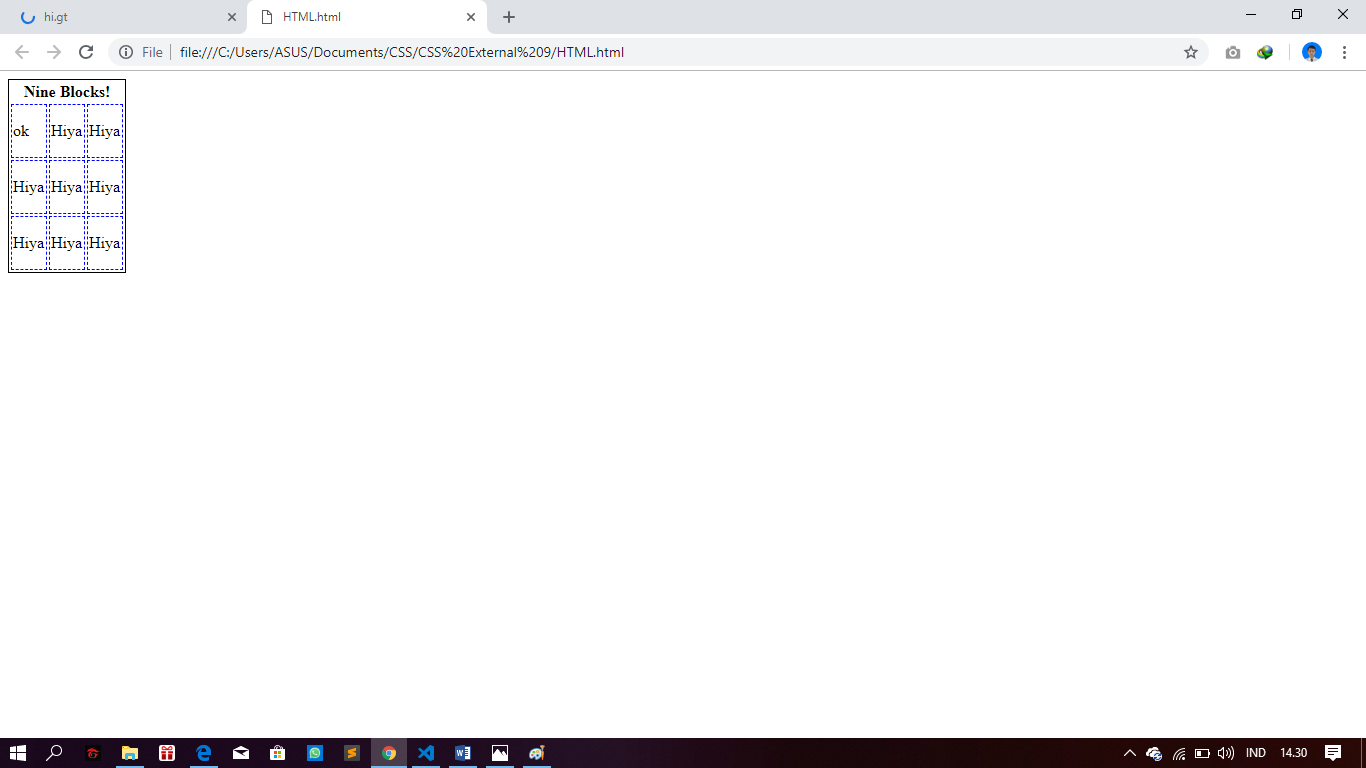 hi.gt
HTML.html
File
file:///C:/Users/ASUS/Documents/CSS/CSS%20External%209/HTML.html
Nine Blocks!
ok Hiya Hiya
Hiya Hiya Hiya
Hiya Hiya Hiya
IND 14.30